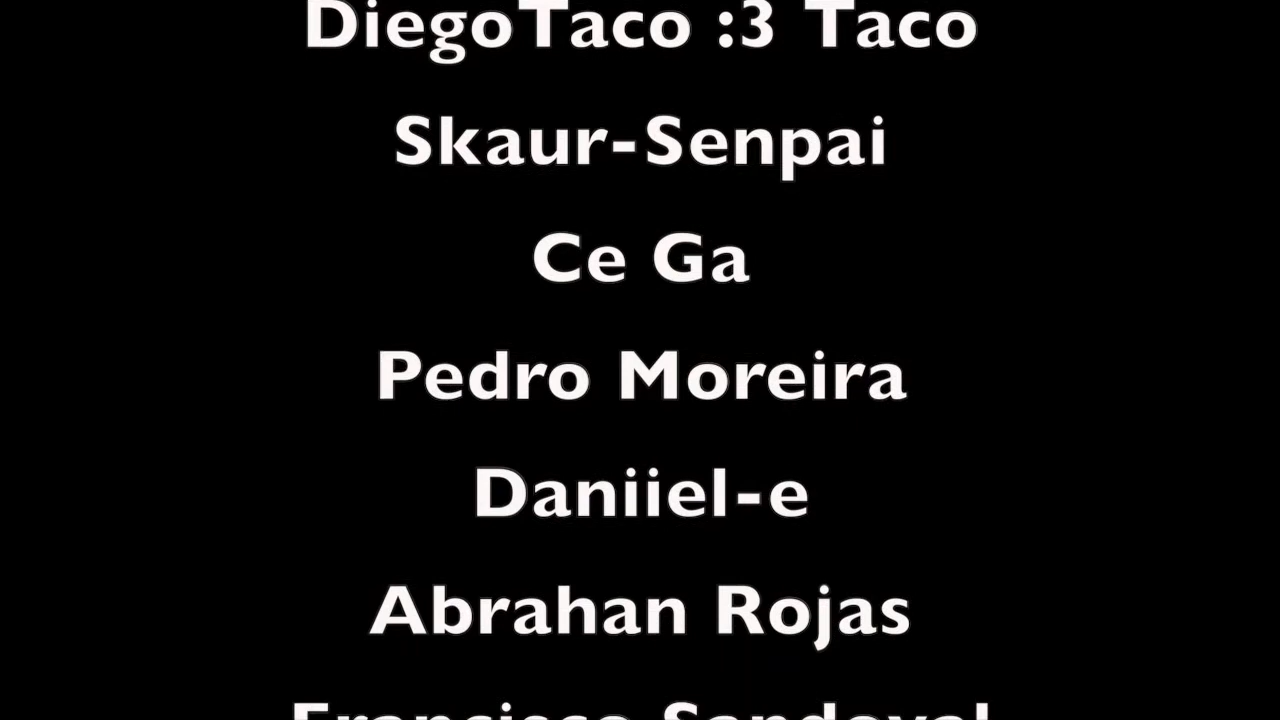 DiegoTaco :3 Taco
Skaur-Senpai
Ce Ga
Pedro Moreira
Daniiel-e
Abrahan Rojas
Francisco Sandoval